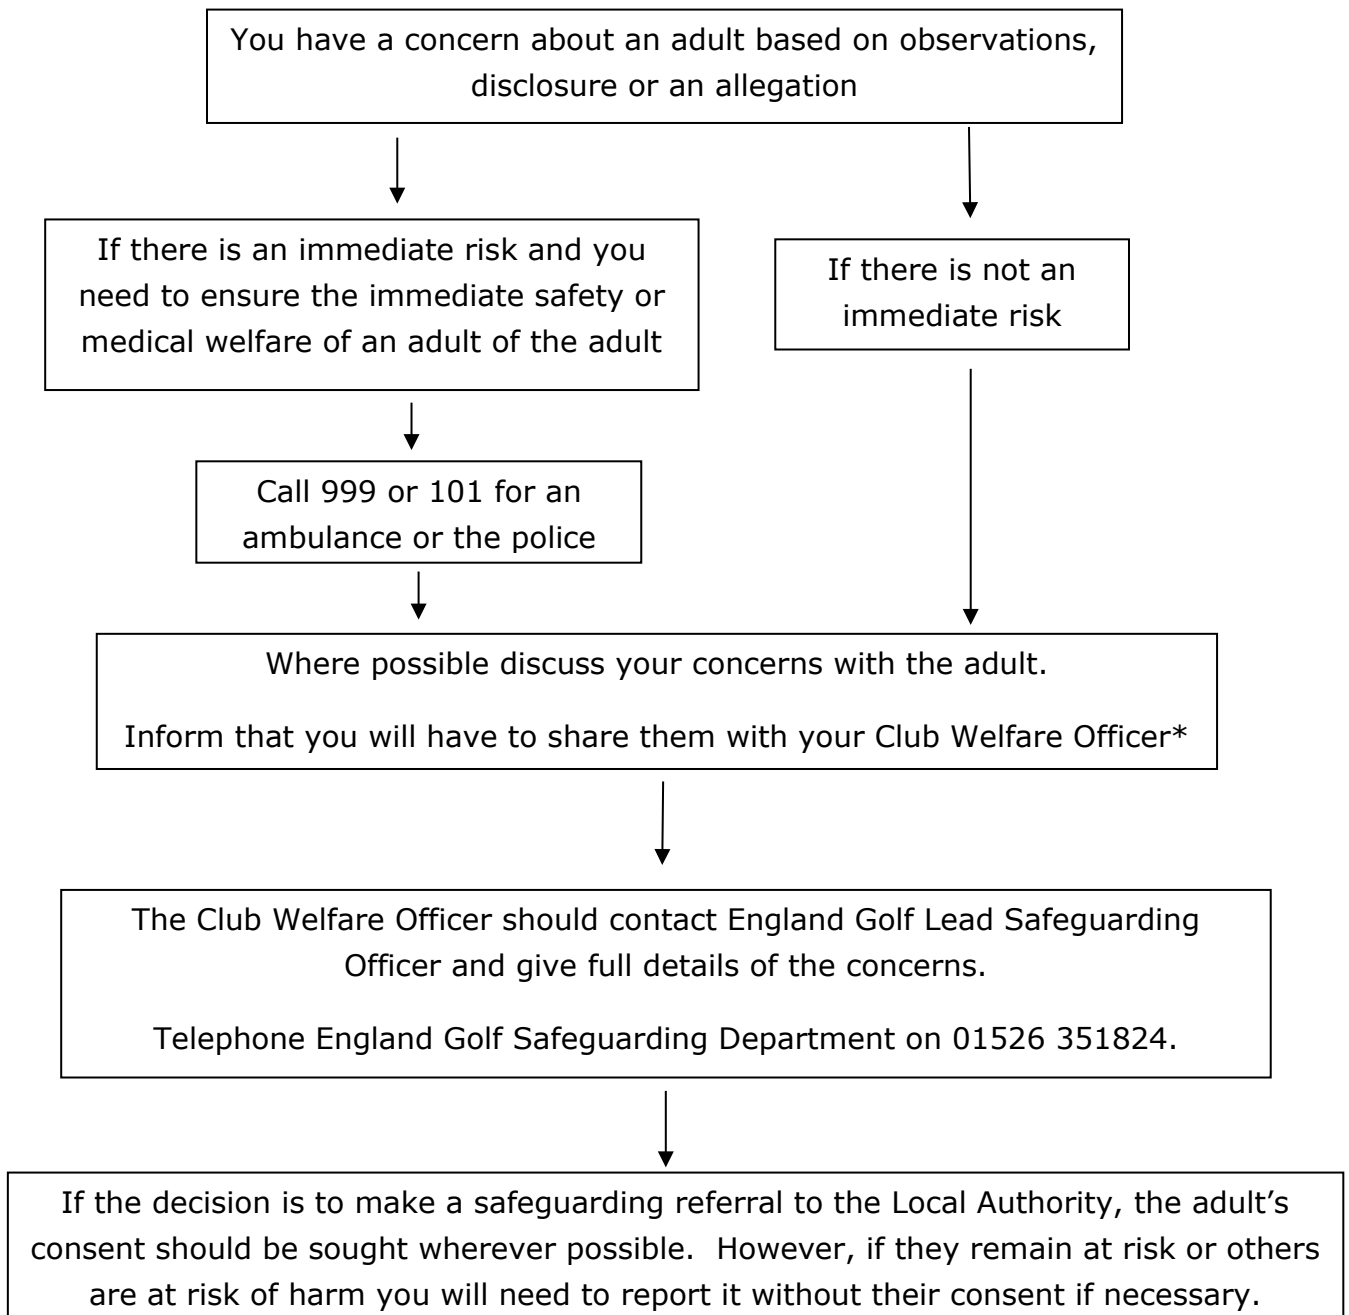 You have a concern about an adult based on observations,
disclosure or an allegation
If there is an immediate risk and you
need to ensure the immediate safety or
medical welfare of an adult of the adult
If there is not an
immediate risk
Call 999 or 101 for an
ambulance or the police
Where possible discuss your concerns with the adult.
Inform that you will have to share them with your Club Welfare Officer*
The Club Welfare Officer should contact England Golf Lead Safeguarding
Officer and give full details of the concerns.
Telephone England Golf Safeguarding Department on 01526 351824.
If the decision is to make a safeguarding referral to the Local Authority, the adult’s
consent should be sought wherever possible.  However, if they remain at risk or others
are at risk of harm you will need to report it without their consent if necessary.